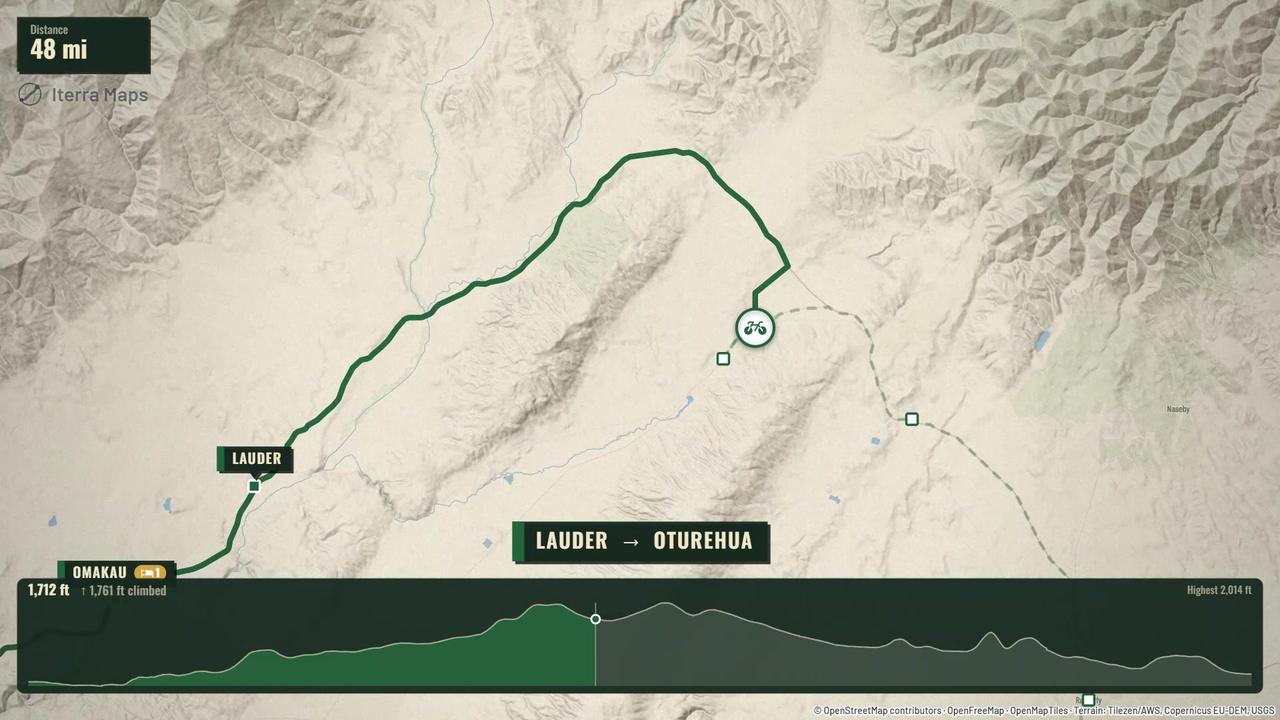 Distance
48 mi
Iterra Maps
Naseby
LAUDER
LAUDER → OTUREHUA
OMAKAU 1
1,712 ft ↑ 1,761 ft climbed
Highest 2,014 ft
© OpenStreetMap contributors · OpenFreeMap · OpenMapTiles · Terrain: Tilezen/AWS, Copernicus EU-DEM, USGS